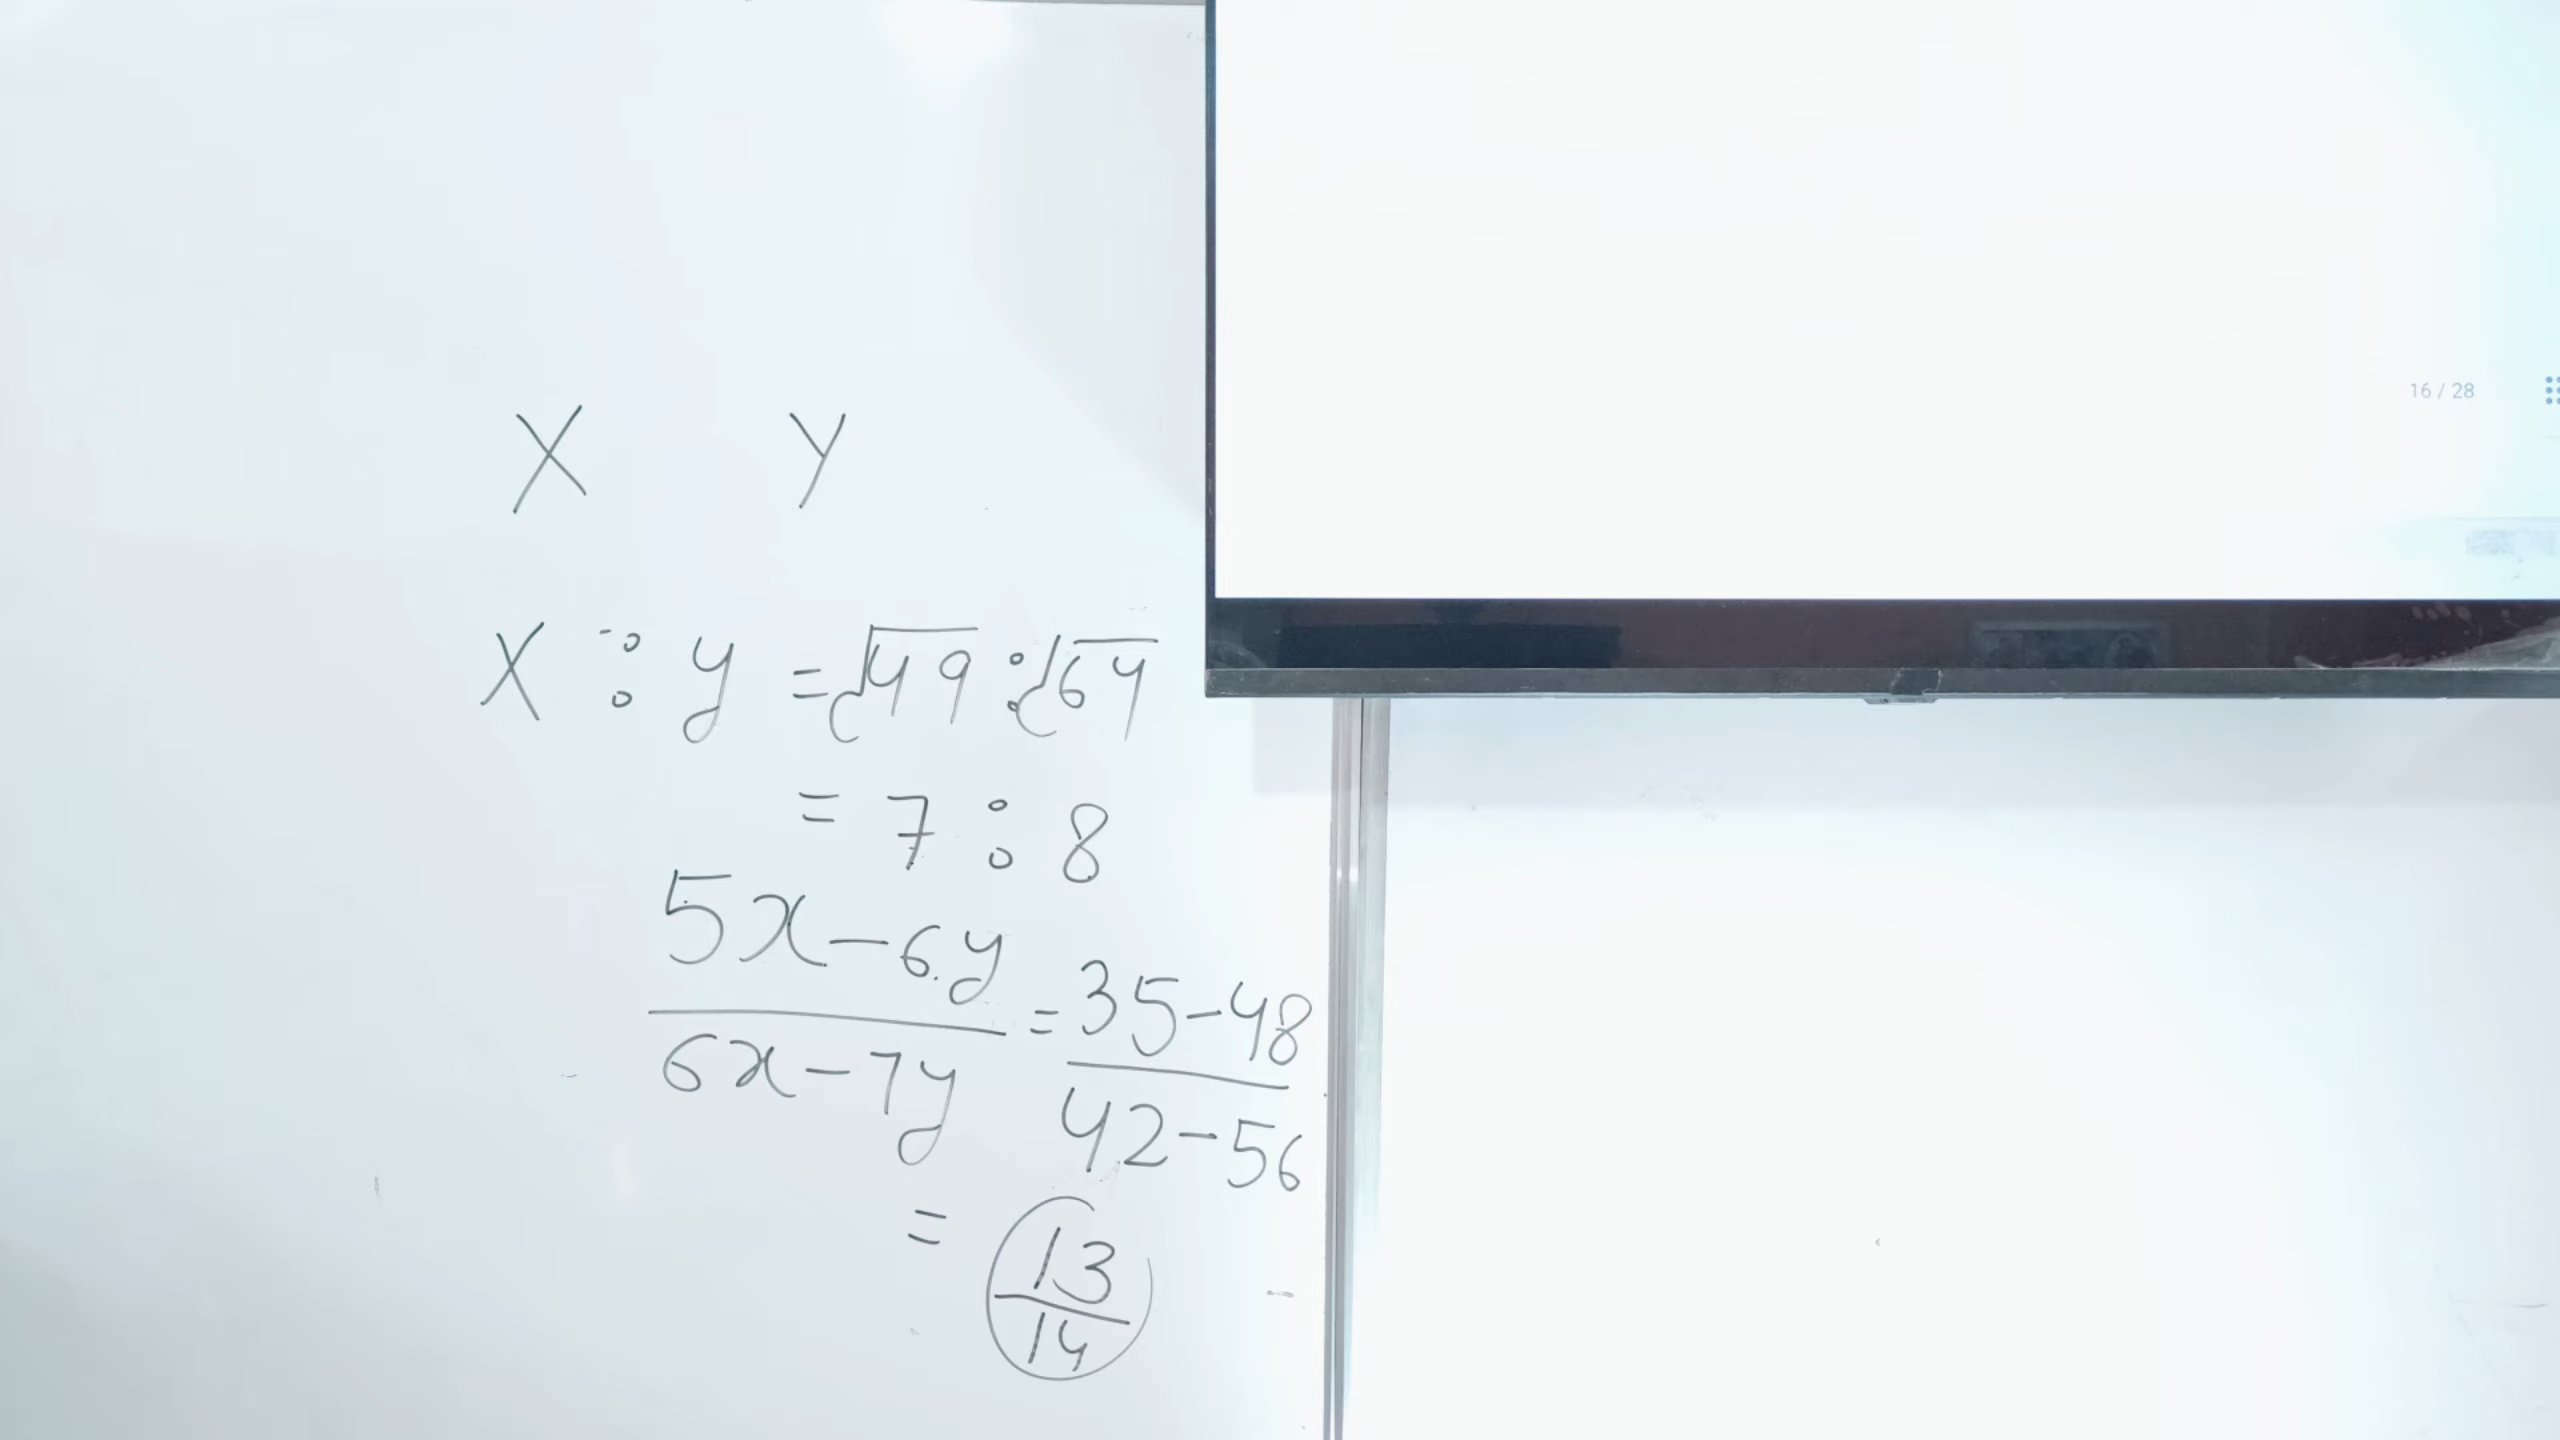 X Y
X : y = √49 : √64
= 7 : 8
5x-6y
6x-7y
=
35-48
42-56
=
13
14
16 / 28